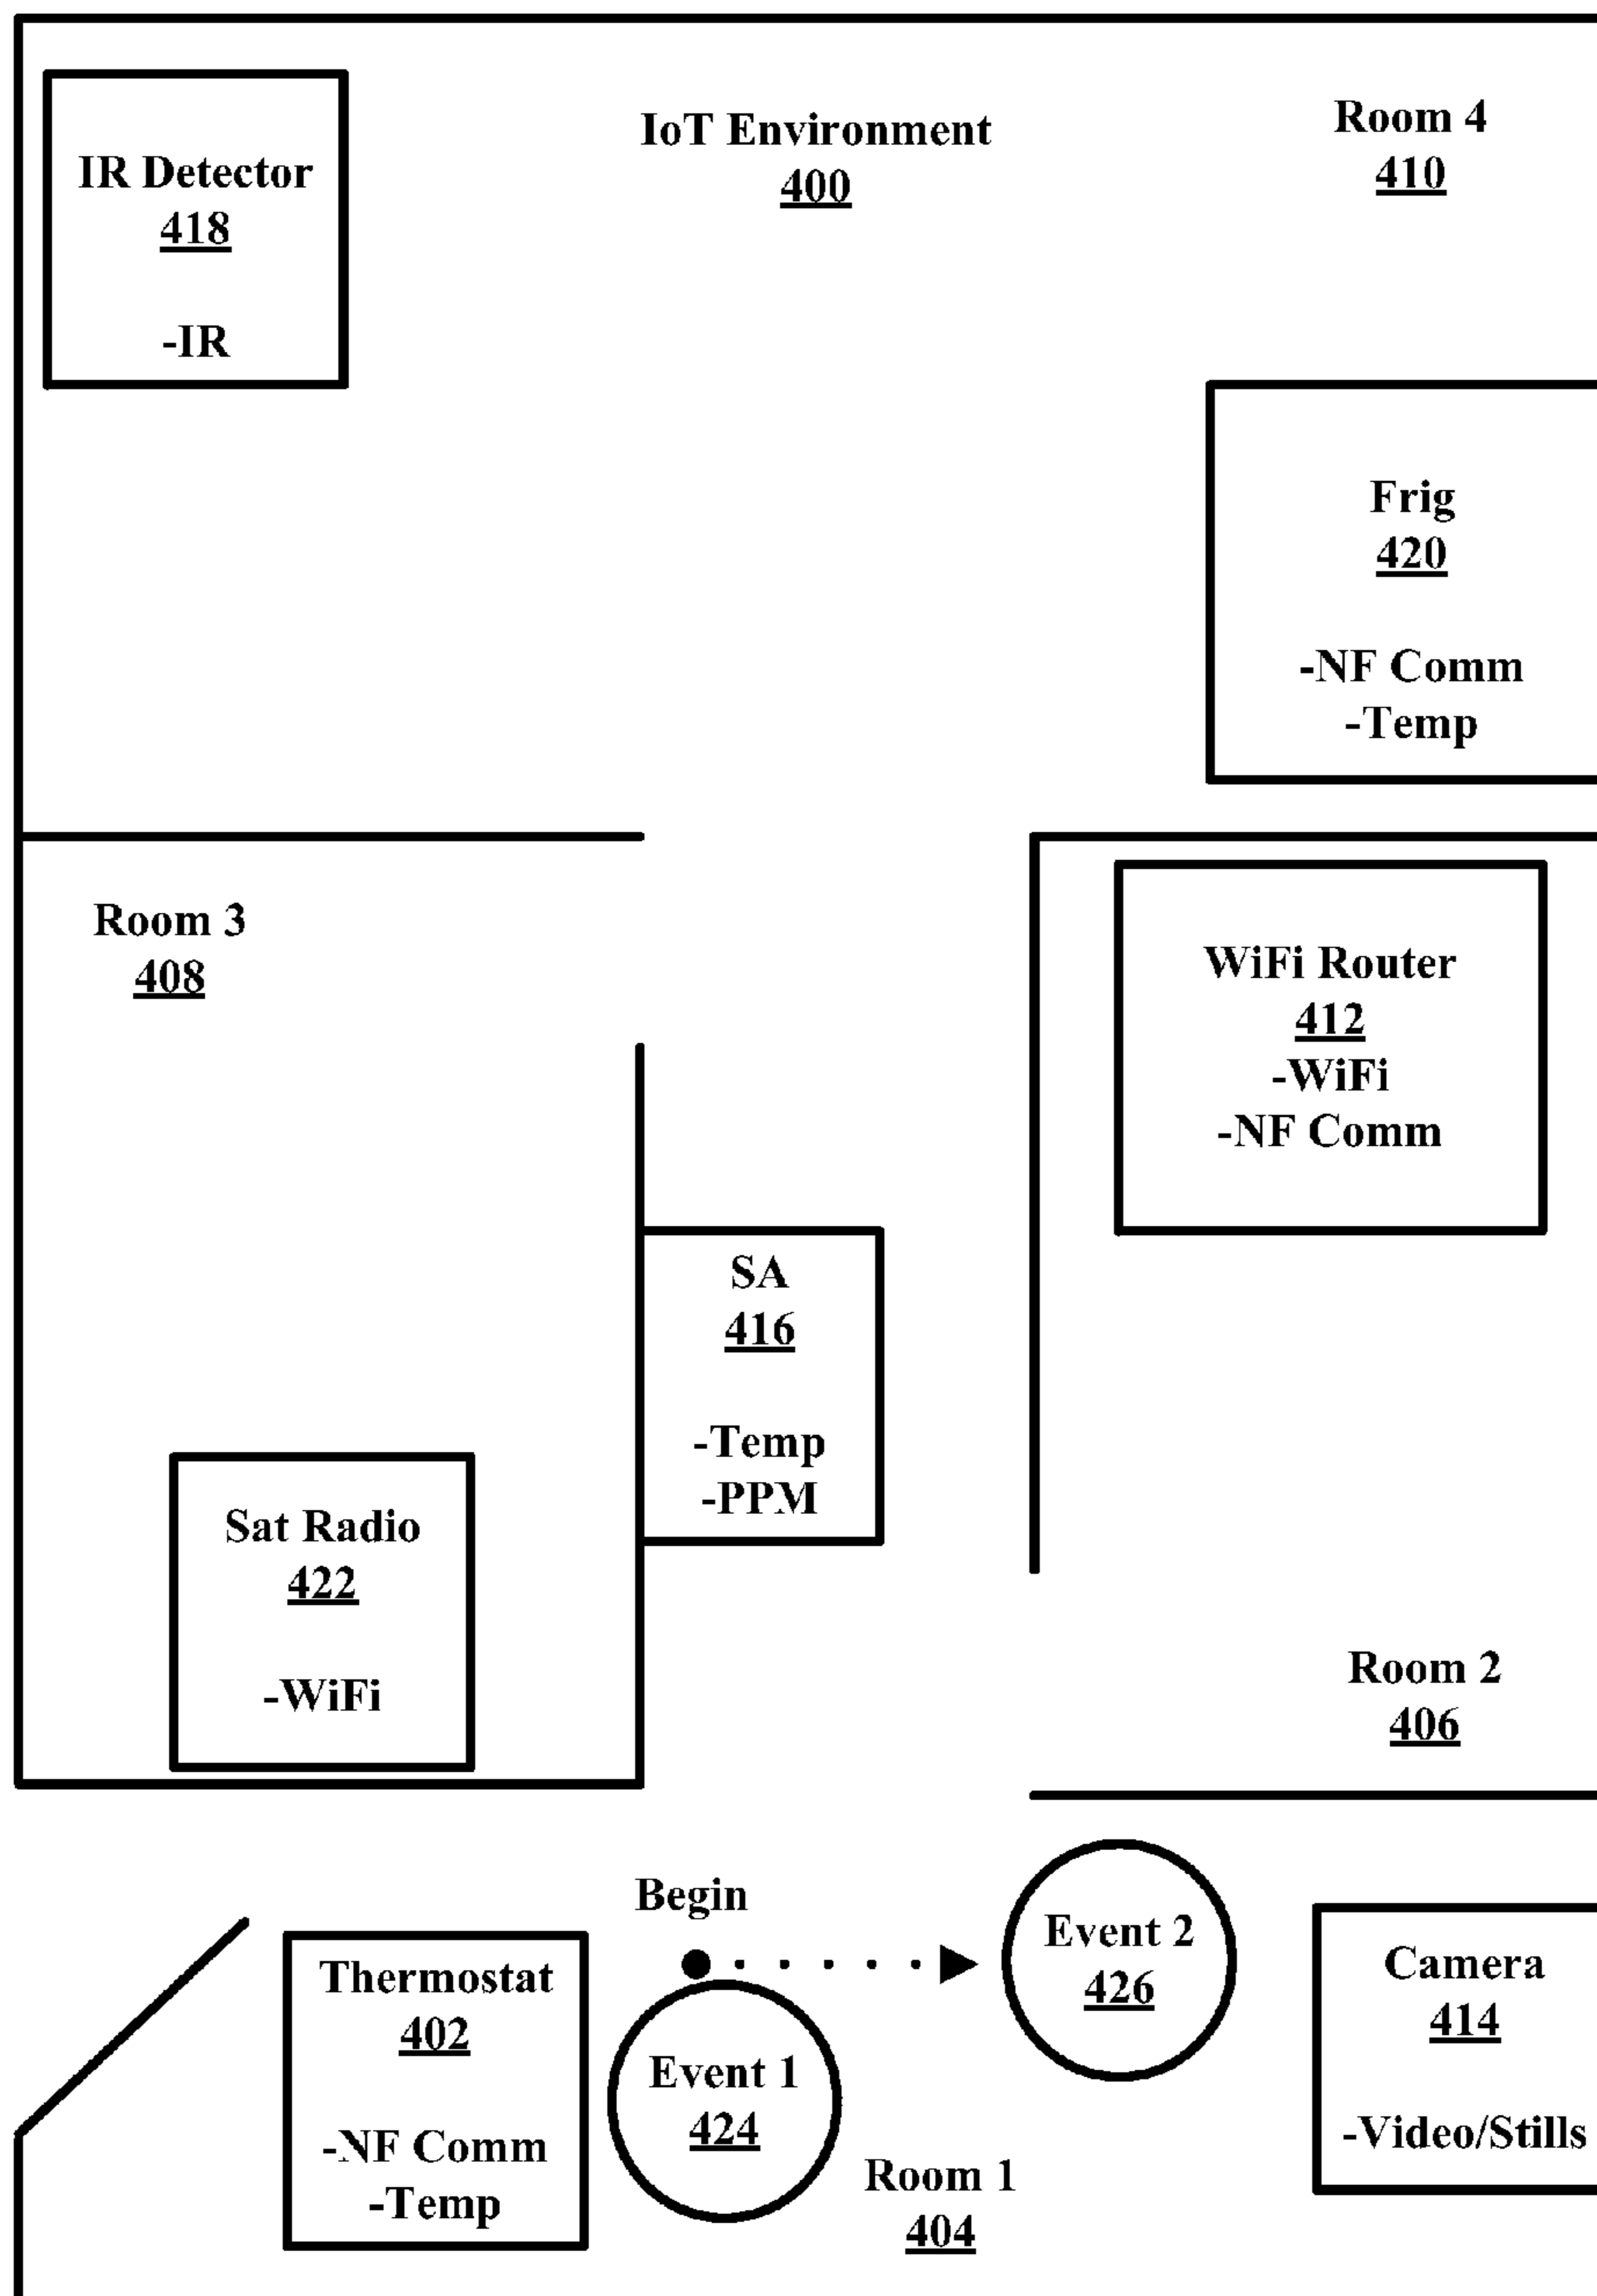 IoT Environment
400
Room 4
410
IR Detector
418
-IR
Frig
420
-NF Comm
-Temp
Room 3
408
WiFi Router
412
-WiFi
-NF Comm
SA
416
-Temp
-PPM
Sat Radio
422
-WiFi
Room 2
406
Begin
Thermostat
402
-NF Comm
-Temp
Event 1
424
Event 2
426
Camera
414
-Video/Stills
Room 1
404